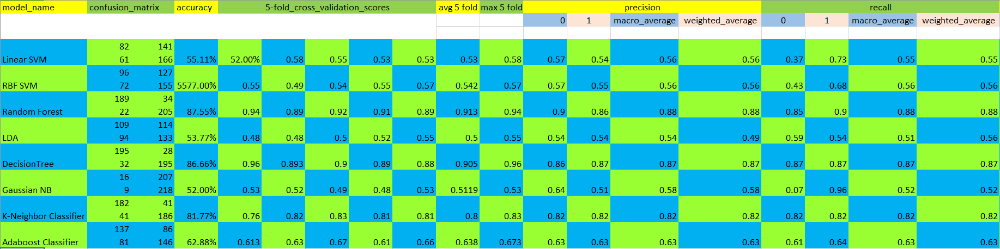 model_name confusion_matrix accuracy 5-fold_cross_validation_scores avg 5 fold max 5 fold precision recall
0 1 macro_average weighted_average 0 1 macro_average weighted_average
82 141
Linear SVM 61 166 55.11% 52.00% 0.58 0.55 0.53 0.53 0.53 0.58 0.57 0.54 0.56 0.56 0.37 0.73 0.55 0.55
96 127
RBF SVM 72 155 5577.00% 0.55 0.49 0.54 0.55 0.57 0.542 0.57 0.57 0.55 0.56 0.56 0.43 0.68 0.56 0.56
189 34
Random Forest 22 205 87.55% 0.94 0.89 0.92 0.91 0.89 0.913 0.94 0.9 0.86 0.88 0.88 0.85 0.9 0.88 0.88
109 114
LDA 94 133 53.77% 0.48 0.48 0.5 0.52 0.55 0.5 0.55 0.54 0.54 0.54 0.49 0.59 0.54 0.51 0.56
195 28
DecisionTree 32 195 86.66% 0.96 0.893 0.9 0.89 0.88 0.905 0.96 0.86 0.87 0.87 0.87 0.87 0.87 0.87 0.87
16 207
Gaussian NB 9 218 52.00% 0.53 0.52 0.49 0.48 0.53 0.5119 0.53 0.64 0.51 0.58 0.58 0.07 0.96 0.52 0.52
182 41
K-Neighbor Classifier 41 186 81.77% 0.76 0.82 0.83 0.81 0.81 0.8 0.83 0.82 0.82 0.82 0.82 0.82 0.82 0.82 0.82
137 86
Adaboost Classifier 81 146 62.88% 0.613 0.63 0.67 0.61 0.66 0.638 0.673 0.63 0.63 0.63 0.63 0.61 0.64 0.63 0.63